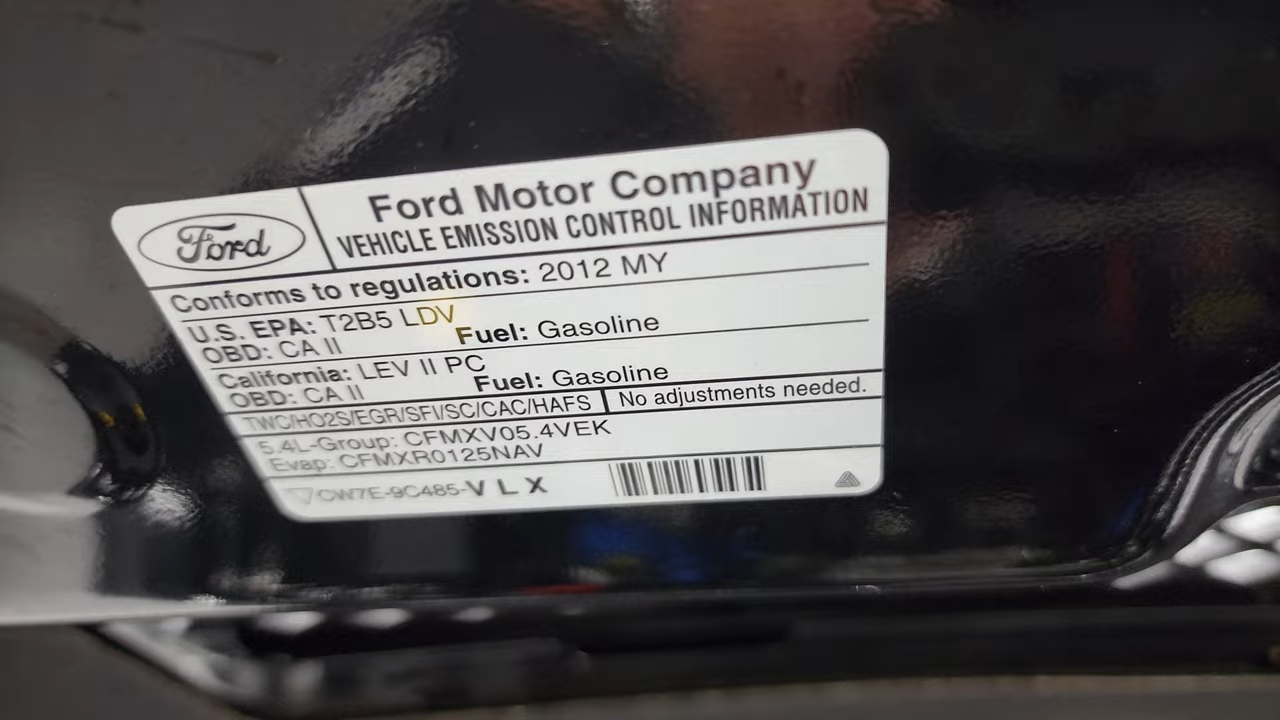 Ford
Ford Motor Company
VEHICLE EMISSION CONTROL INFORMATION
Conforms to regulations: 2012 MY
U.S. EPA: T2B5 LDV
OBD: CA II Fuel: Gasoline
California: LEV II PC
OBD: CA II Fuel: Gasoline
TWC/HO2S/EGR/SFI/SC/CAC/HAFS No adjustments needed.
5.4L-Group: CFMXV05.4VEK
Evap: CFMXR0125NAV
CW7E-9C485-V L X